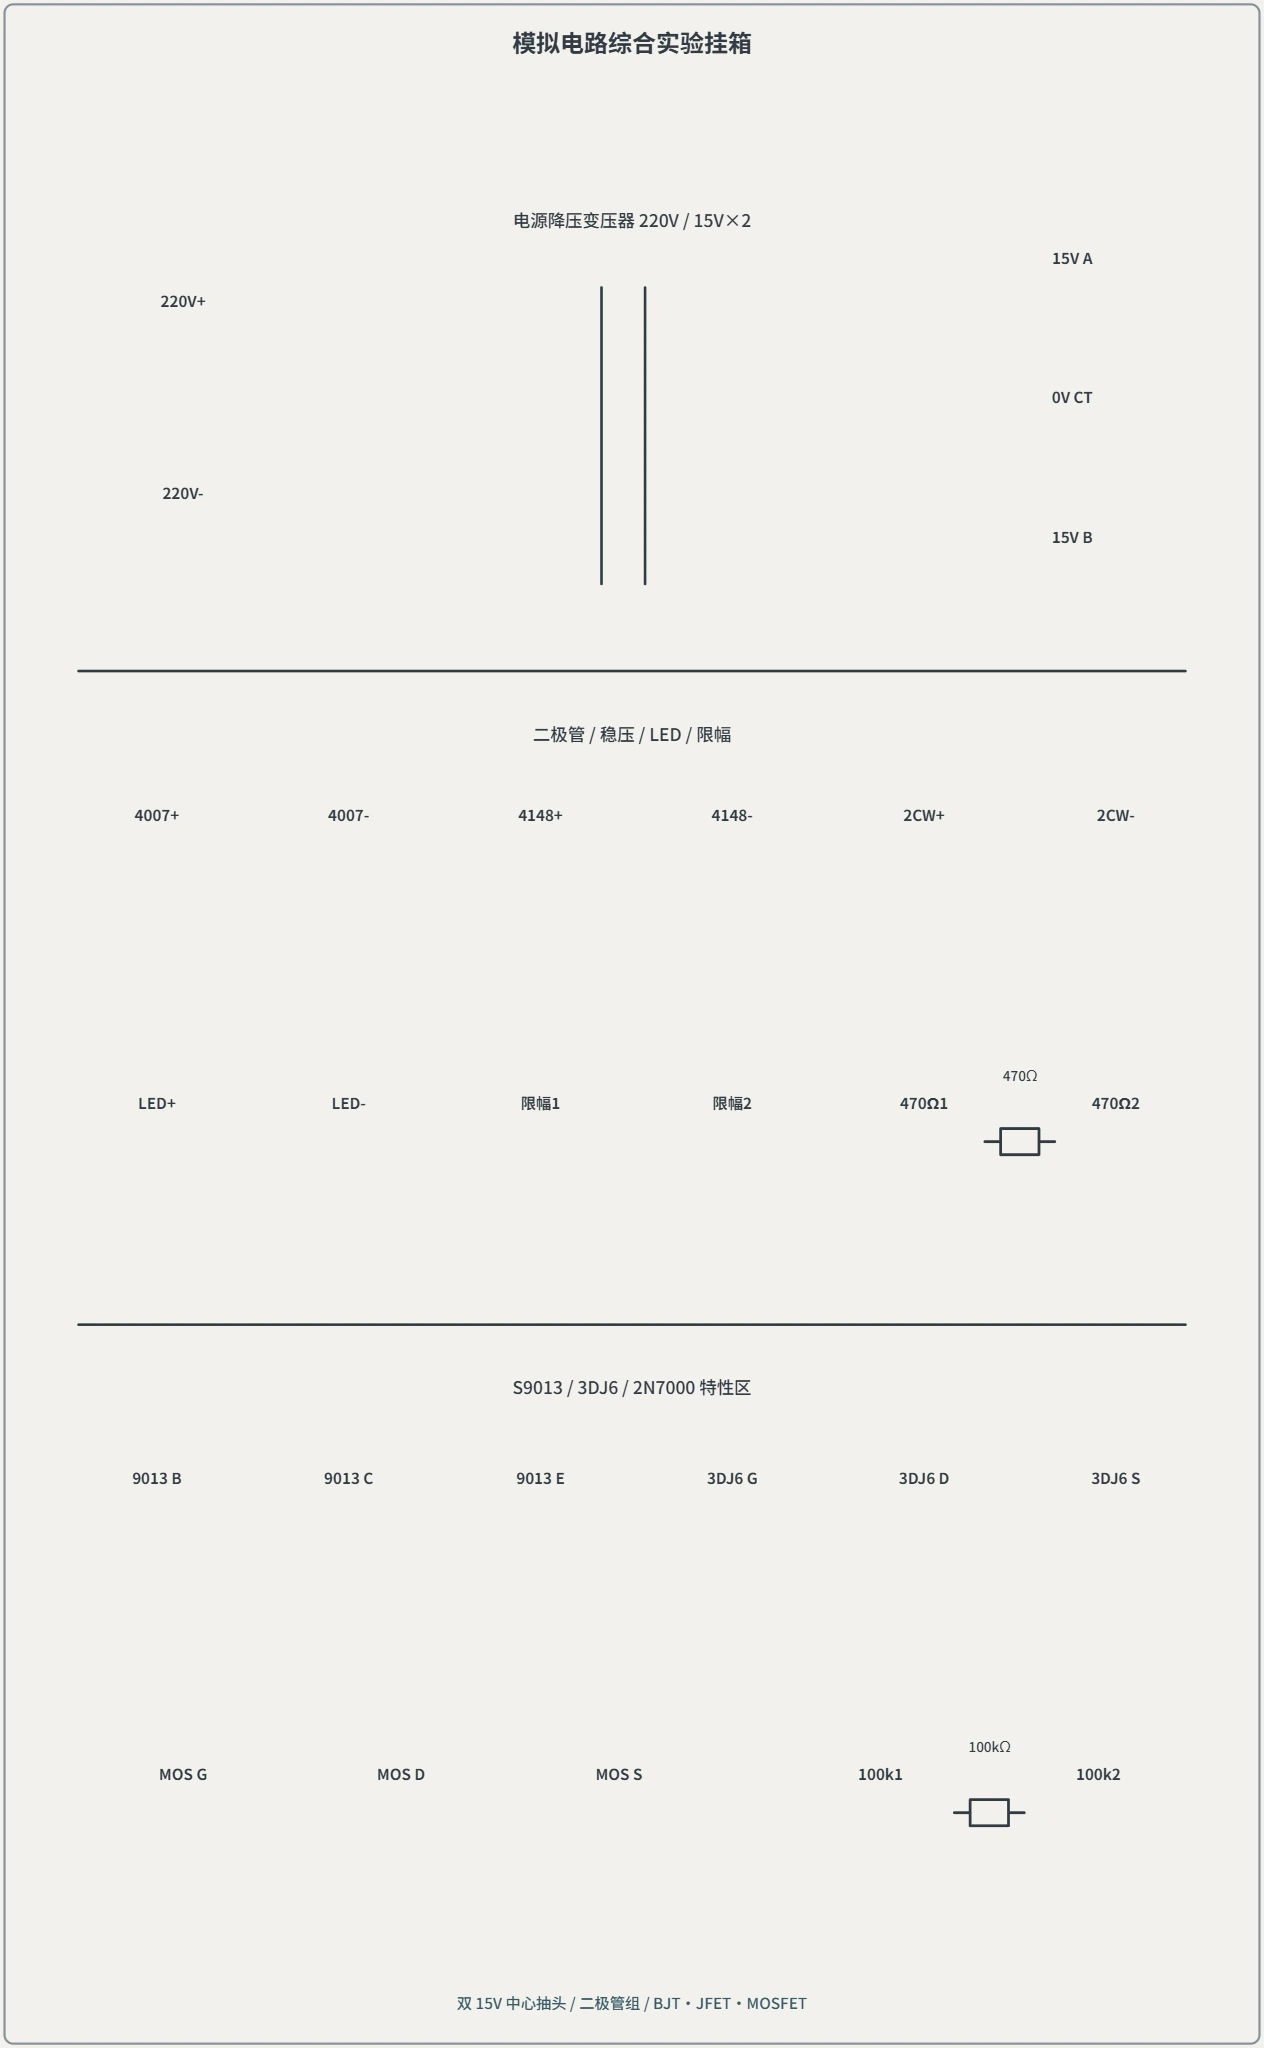 模拟电路综合实验挂箱
电源降压变压器 220V / 15V×2
15V A
220V+
0V CT
220V-
15V B
二极管 / 稳压 / LED / 限幅
4007+ 4007- 4148+ 4148- 2CW+ 2CW-
470Ω
LED+ LED- 限幅1 限幅2 470Ω1 470Ω2
S9013 / 3DJ6 / 2N7000 特性区
9013 B 9013 C 9013 E 3DJ6 G 3DJ6 D 3DJ6 S
100kΩ
MOS G MOS D MOS S 100k1 100k2
双 15V 中心抽头 / 二极管组 / BJT・JFET・MOSFET